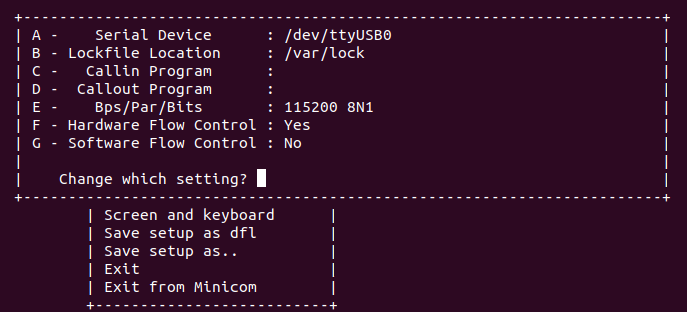 A - Serial Device : /dev/ttyUSB0
B - Lockfile Location : /var/lock
C - Callin Program :
D - Callout Program :
E - Bps/Par/Bits : 115200 8N1
F - Hardware Flow Control : Yes
G - Software Flow Control : No
Change which setting?
Screen and keyboard
Save setup as dfl
Save setup as..
Exit
Exit from Minicom